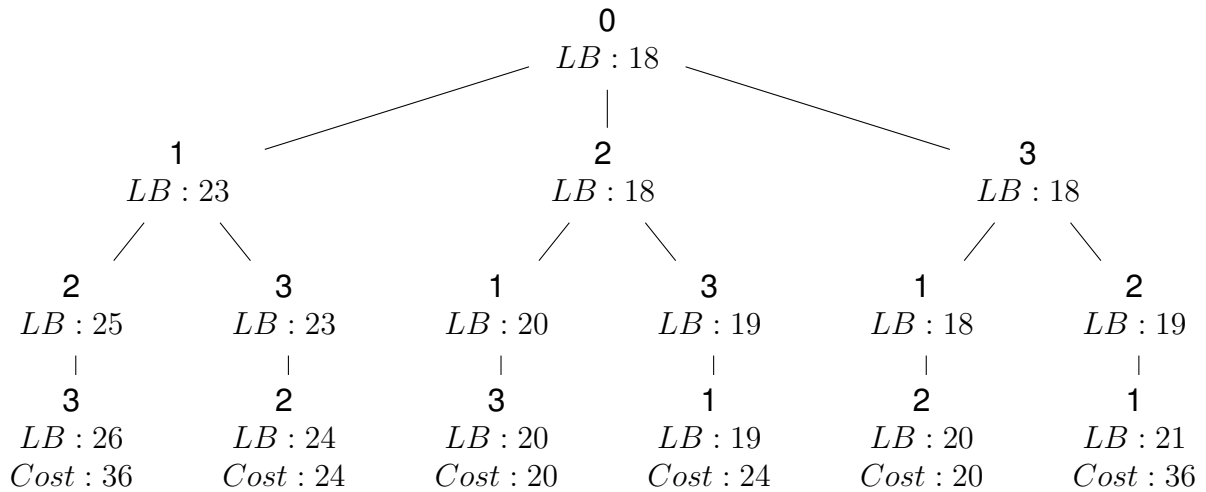 0
LB : 18
1 2 3
LB : 23 LB : 18 LB : 18
2 3 1 3 1 2
LB : 25 LB : 23 LB : 20 LB : 19 LB : 18 LB : 19
3 2 3 1 2 1
LB : 26 LB : 24 LB : 20 LB : 19 LB : 20 LB : 21
Cost : 36 Cost : 24 Cost : 20 Cost : 24 Cost : 20 Cost : 36